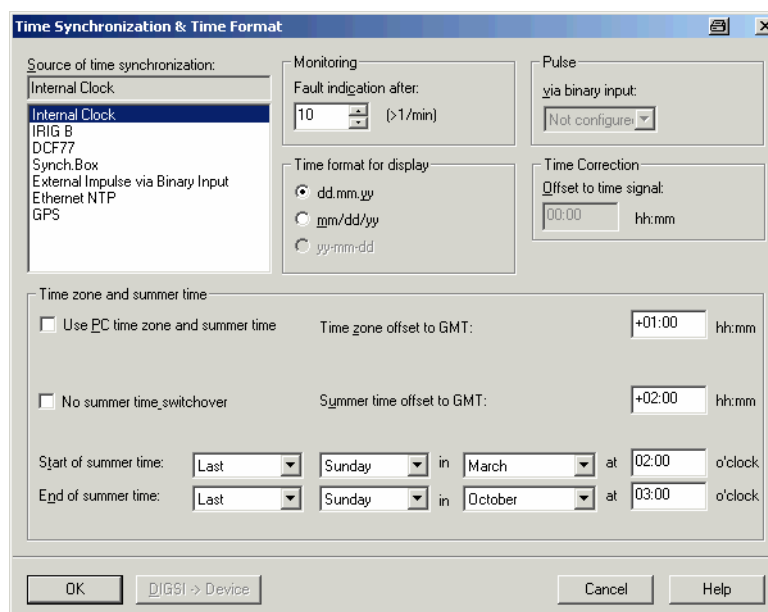 Time Synchronization & Time Format
Source of time synchronization:
Internal Clock
Internal Clock
IRIG B
DCF77
Synch.Box
External Impulse via Binary Input
Ethernet NTP
GPS
Monitoring
Fault indication after:
10 (>1/min)
Time format for display
dd.mm.yy
mm/dd/yy
yy-mm-dd
Pulse
via binary input:
Not configure
Time Correction
Offset to time signal:
00:00 hh:mm
Time zone and summer time
Use PC time zone and summer time Time zone offset to GMT: +01:00 hh:mm
No summer time switchover Summer time offset to GMT: +02:00 hh:mm
Start of summer time: Last Sunday in March at 02:00 o'clock
End of summer time: Last Sunday in October at 03:00 o'clock
OK DIGSI -> Device Cancel Help